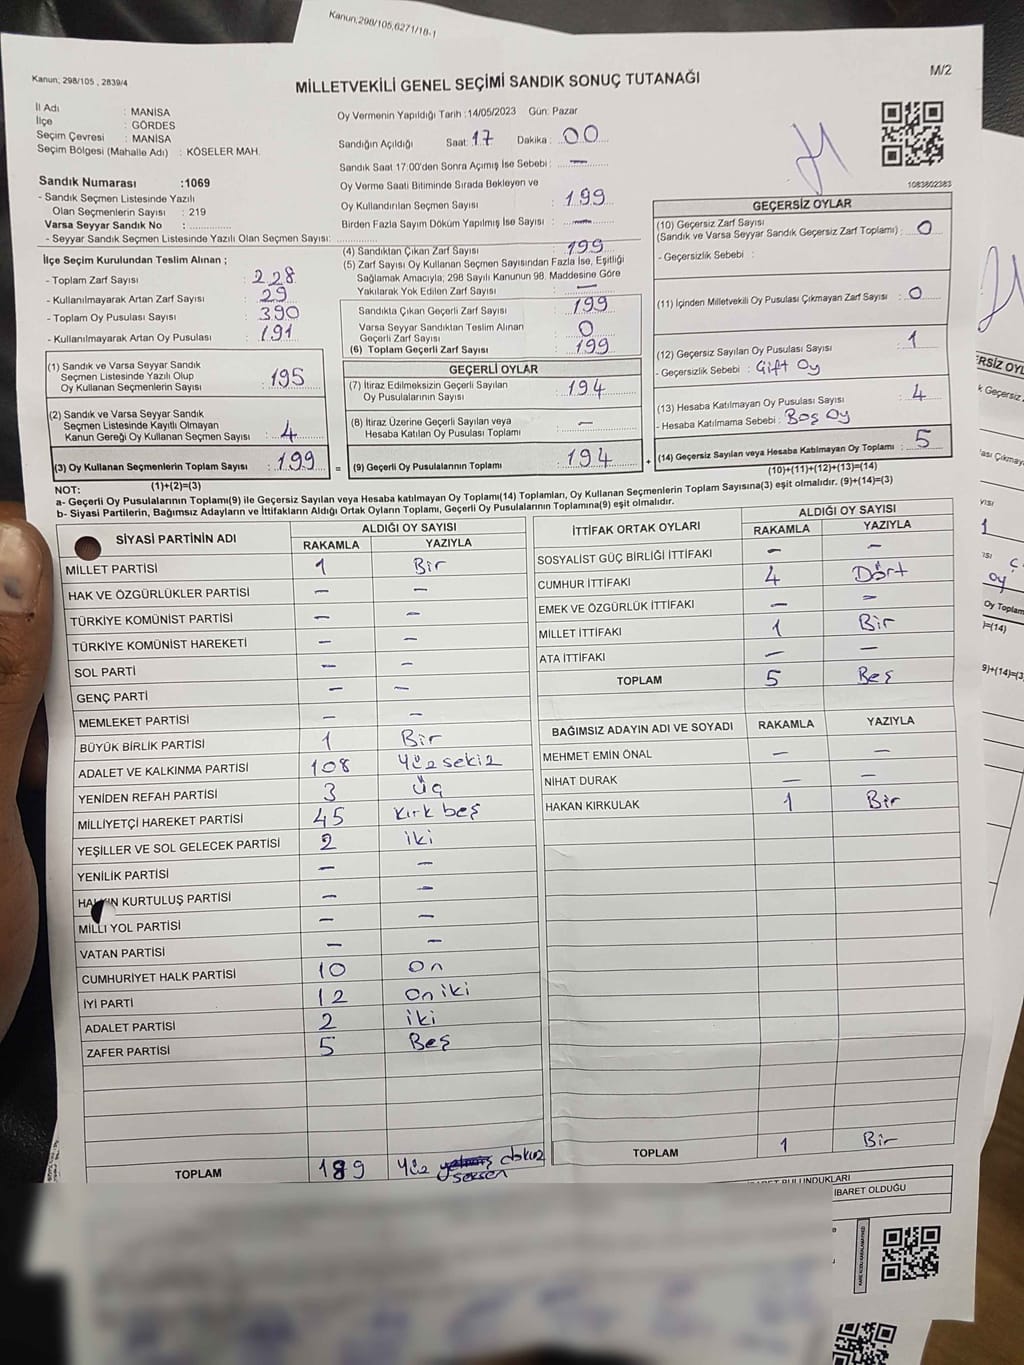 Kanun;298/105,6271/18-1
Kanun; 298/105 , 2839/4
MİLLETVEKİLİ GENEL SEÇİMİ SANDIK SONUÇ TUTANAĞI
M/2
İl Adı : MANİSA
İlçe : GÖRDES
Seçim Çevresi : MANİSA
Seçim Bölgesi (Mahalle Adı) : KÖSELER MAH.
Sandık Numarası :1069
- Sandık Seçmen Listesinde Yazılı
Olan Seçmenlerin Sayısı : 219
Varsa Seyyar Sandık No : ..............
- Seyyar Sandık Seçmen Listesinde Yazılı Olan Seçmen Sayısı:
Oy Vermenin Yapıldığı Tarih :14/05/2023 Gün: Pazar
Sandığın Açıldığı Saat: 17 Dakika : 00
Sandık Saat 17:00'den Sonra Açımış İse Sebebi : —
Oy Verme Saati Bitiminde Sırada Bekleyen ve
Oy Kullandırılan Seçmen Sayısı : 199
Birden Fazla Sayım Döküm Yapılmış İse Sayısı : —
1083802383
İlçe Seçim Kurulundan Teslim Alınan ;
- Toplam Zarf Sayısı : 228
- Kullanılmayarak Artan Zarf Sayısı : 29
- Toplam Oy Pusulası Sayısı : 390
- Kullanılmayarak Artan Oy Pusulası : 191
(1) Sandık ve Varsa Seyyar Sandık
Seçmen Listesinde Yazılı Olup
Oy Kullanan Seçmenlerin Sayısı : 195
(2) Sandık ve Varsa Seyyar Sandık
Seçmen Listesinde Kayıtlı Olmayan
Kanun Gereği Oy Kullanan Seçmen Sayısı : 4
(3) Oy Kullanan Seçmenlerin Toplam Sayısı : 199
(1)+(2)=(3)
(4) Sandıktan Çıkan Zarf Sayısı : 199
(5) Zarf Sayısı Oy Kullanan Seçmen Sayısından Fazla İse, Eşitliği
Sağlamak Amacıyla; 298 Sayılı Kanunun 98. Maddesine Göre
Yakılarak Yok Edilen Zarf Sayısı : —
Sandıkta Çıkan Geçerli Zarf Sayısı : 199
Varsa Seyyar Sandıktan Teslim Alınan
Geçerli Zarf Sayısı : 0
(6) Toplam Geçerli Zarf Sayısı : 199
GEÇERLİ OYLAR
(7) İtiraz Edilmeksizin Geçerli Sayılan
Oy Pusulalarının Sayısı : 194
(8) İtiraz Üzerine Geçerli Sayılan veya
Hesaba Katılan Oy Pusulası Toplamı : —
= (9) Geçerli Oy Pusulalarının Toplamı : 194 +
GEÇERSİZ OYLAR
(10) Geçersiz Zarf Sayısı
(Sandık ve Varsa Seyyar Sandık Geçersiz Zarf Toplamı) : 0
- Geçersizlik Sebebi :
(11) İçinden Milletvekili Oy Pusulası Çıkmayan Zarf Sayısı : 0
(12) Geçersiz Sayılan Oy Pusulası Sayısı : 1
- Geçersizlik Sebebi : Çift Oy
(13) Hesaba Katılmayan Oy Pusulası Sayısı : 4
- Hesaba Katılmama Sebebi : Boş Oy
(14) Geçersiz Sayılan veya Hesaba Katılmayan Oy Toplamı : 5
(10)+(11)+(12)+(13)=(14)
NOT:
a- Geçerli Oy Pusulalarının Toplamı(9) ile Geçersiz Sayılan veya Hesaba katılmayan Oy Toplamı(14) Toplamları, Oy Kullanan Seçmenlerin Toplam Sayısına(3) eşit olmalıdır. (9)+(14)=(3)
b- Siyasi Partilerin, Bağımsız Adayların ve İttifakların Aldığı Ortak Oyların Toplamı, Geçerli Oy Pusulalarının Toplamına(9) eşit olmalıdır.
SİYASİ PARTİNİN ADI ALDIĞI OY SAYISI
RAKAMLA YAZIYLA
MİLLET PARTİSİ 1 Bir
HAK VE ÖZGÜRLÜKLER PARTİSİ — —
TÜRKİYE KOMÜNİST PARTİSİ — —
TÜRKİYE KOMÜNİST HAREKETİ — —
SOL PARTİ — —
GENÇ PARTİ — —
MEMLEKET PARTİSİ — —
BÜYÜK BİRLİK PARTİSİ 1 Bir
ADALET VE KALKINMA PARTİSİ 108 Yüz sekiz
YENİDEN REFAH PARTİSİ 3 Üç
MİLLİYETÇİ HAREKET PARTİSİ 45 Kırk beş
YEŞİLLER VE SOL GELECEK PARTİSİ 2 iki
YENİLİK PARTİSİ — —
HALKIN KURTULUŞ PARTİSİ — —
MİLLİ YOL PARTİSİ — —
VATAN PARTİSİ — —
CUMHURİYET HALK PARTİSİ 10 On
İYİ PARTİ 12 On iki
ADALET PARTİSİ 2 iki
ZAFER PARTİSİ 5 Beş
TOPLAM 189 Yüz yetmiş dokuz
seksen
İTTİFAK ORTAK OYLARI ALDIĞI OY SAYISI
RAKAMLA YAZIYLA
SOSYALİST GÜÇ BİRLİĞİ İTTİFAKI — —
CUMHUR İTTİFAKI 4 Dört
EMEK VE ÖZGÜRLÜK İTTİFAKI — —
MİLLET İTTİFAKI 1 Bir
ATA İTTİFAKI — —
TOPLAM 5 Beş
BAĞIMSIZ ADAYIN ADI VE SOYADI RAKAMLA YAZIYLA
MEHMET EMİN ÖNAL — —
NİHAT DURAK — —
HAKAN KIRKULAK 1 Bir
TOPLAM 1 Bir
BULUNDUKLARI
İBARET OLDUĞU